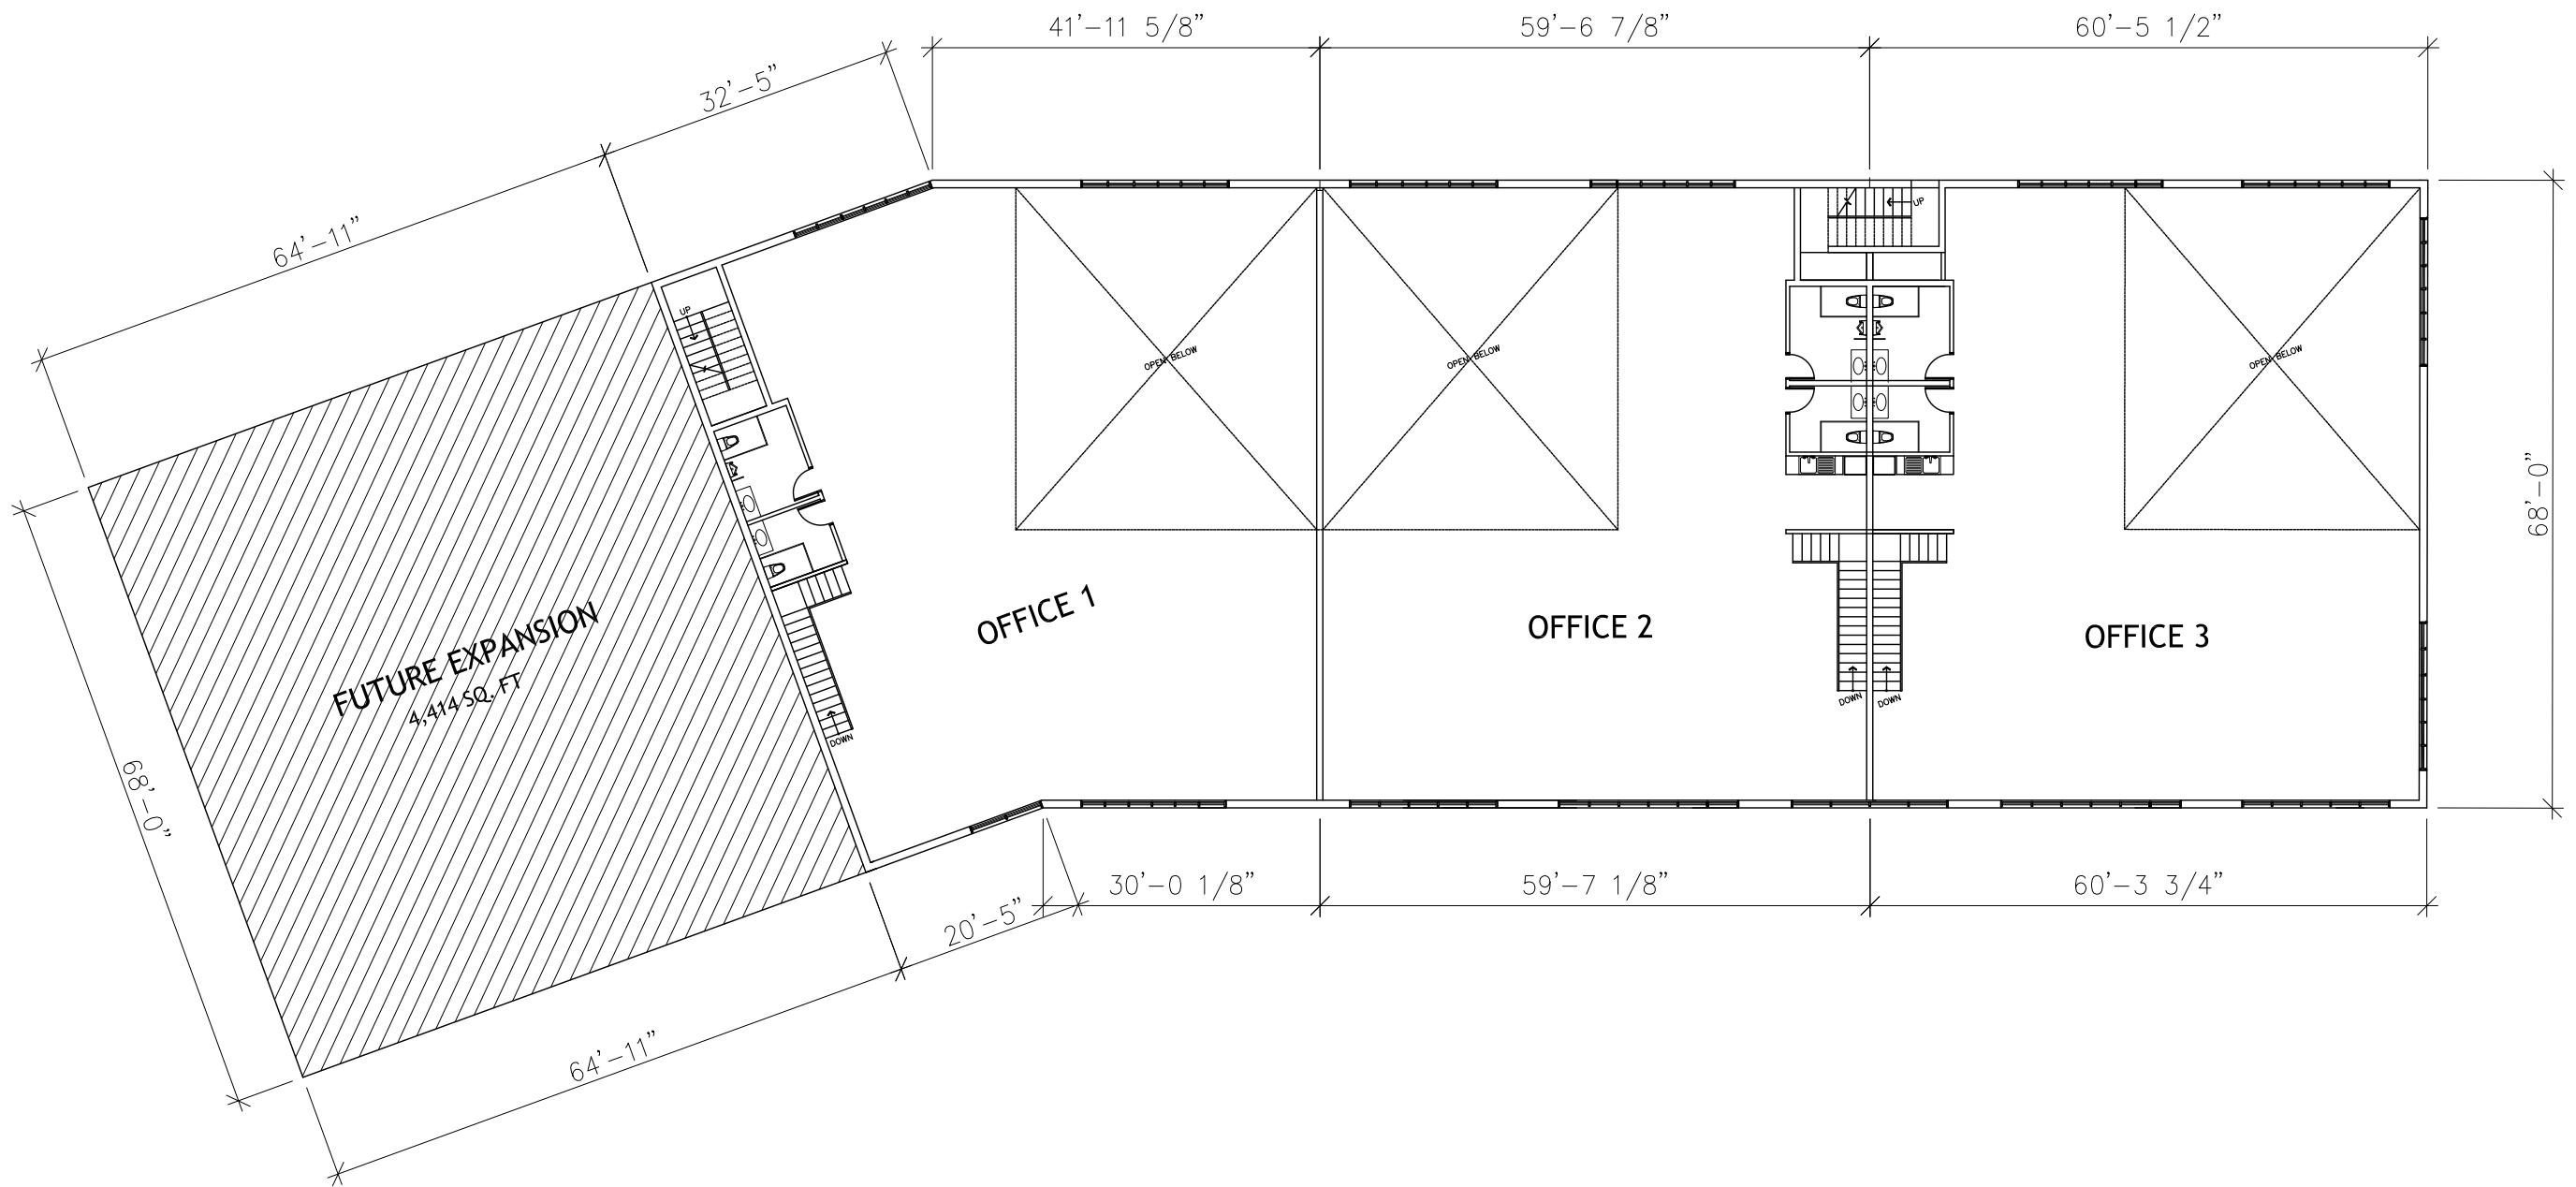 41'-11 5/8"
59'-6 7/8"
60'-5 1/2"
32'-5"
64'-11"
UP
UP
OPEN BELOW
OPEN BELOW
OPEN BELOW
68'-0"
OFFICE 1
OFFICE 2
OFFICE 3
FUTURE EXPANSION
4,414 SQ. FT
DOWN
DOWN
DOWN
68'-0"
30'-0 1/8"
59'-7 1/8"
60'-3 3/4"
20'-5"
64'-11"